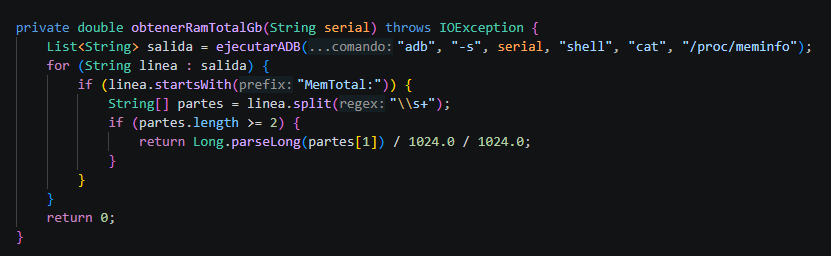 private double obtenerRamTotalGb(String serial) throws IOException {
    List<String> salida = ejecutarADB(...comando: "adb", "-s", serial, "shell", "cat", "/proc/meminfo");
    for (String linea : salida) {
        if (linea.startsWith(prefix: "MemTotal:")) {
            String[] partes = linea.split(regex: "\\s+");
            if (partes.length >= 2) {
                return Long.parseLong(partes[1]) / 1024.0 / 1024.0;
            }
        }
    }
    return 0;
}